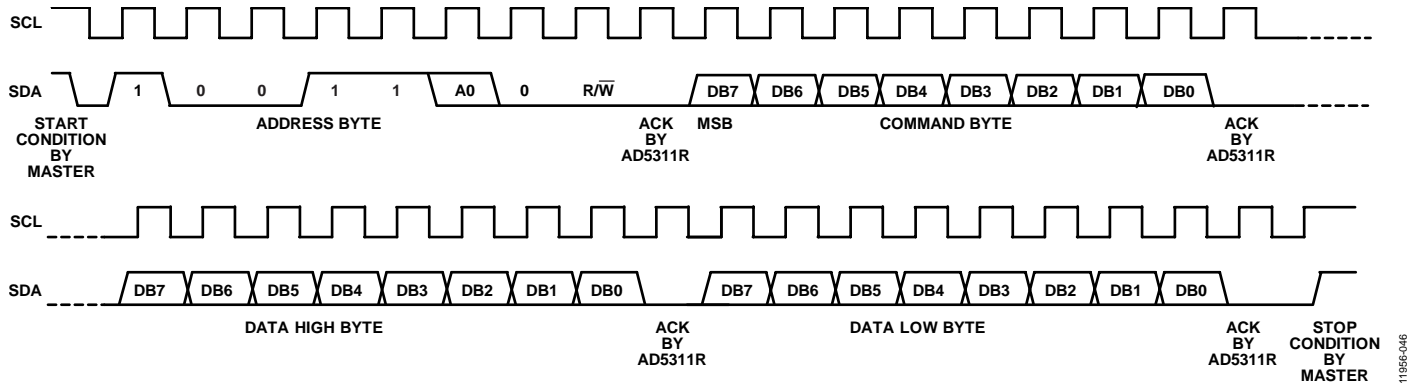 SCL
SDA 1 0 0 1 1 A0 0 R/W DB7 DB6 DB5 DB4 DB3 DB2 DB1 DB0
START CONDITION BY MASTER
ADDRESS BYTE
ACK BY AD5311R
MSB
COMMAND BYTE
ACK BY AD5311R
SCL
SDA DB7 DB6 DB5 DB4 DB3 DB2 DB1 DB0 DB7 DB6 DB5 DB4 DB3 DB2 DB1 DB0
DATA HIGH BYTE
ACK BY AD5311R
DATA LOW BYTE
ACK BY AD5311R
STOP CONDITION BY MASTER
11956-046